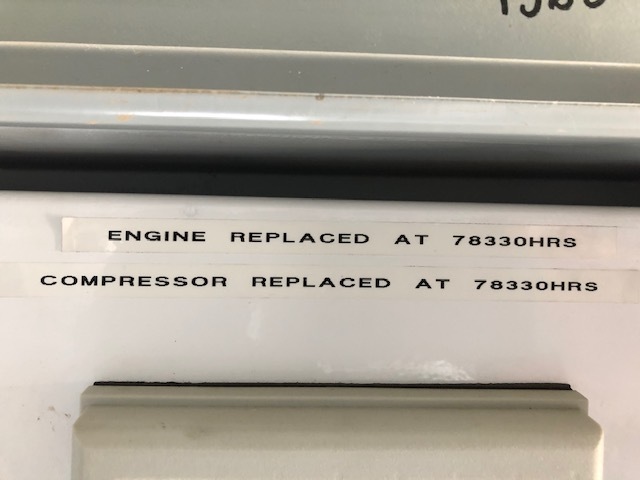 ENGINE REPLACED AT 78330HRS
COMPRESSOR REPLACED AT 78330HRS